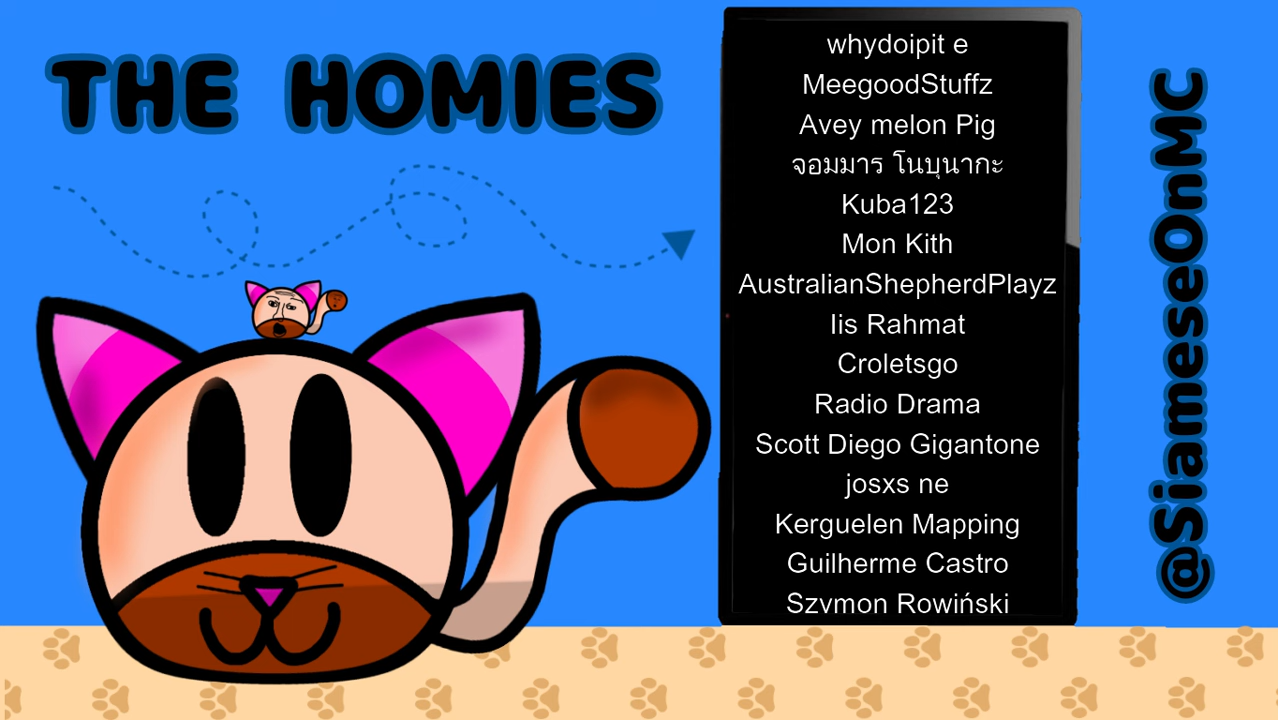 THE HOMIES
whydoipit e
MeegoodStuffz
Avey melon Pig
จอมมาร โนบุนากะ
Kuba123
Mon Kith
AustralianShepherdPlayz
Iis Rahmat
Croletsgo
Radio Drama
Scott Diego Gigantone
josxs ne
Kerguelen Mapping
Guilherme Castro
Szymon Rowiński
@SiameseOnMC